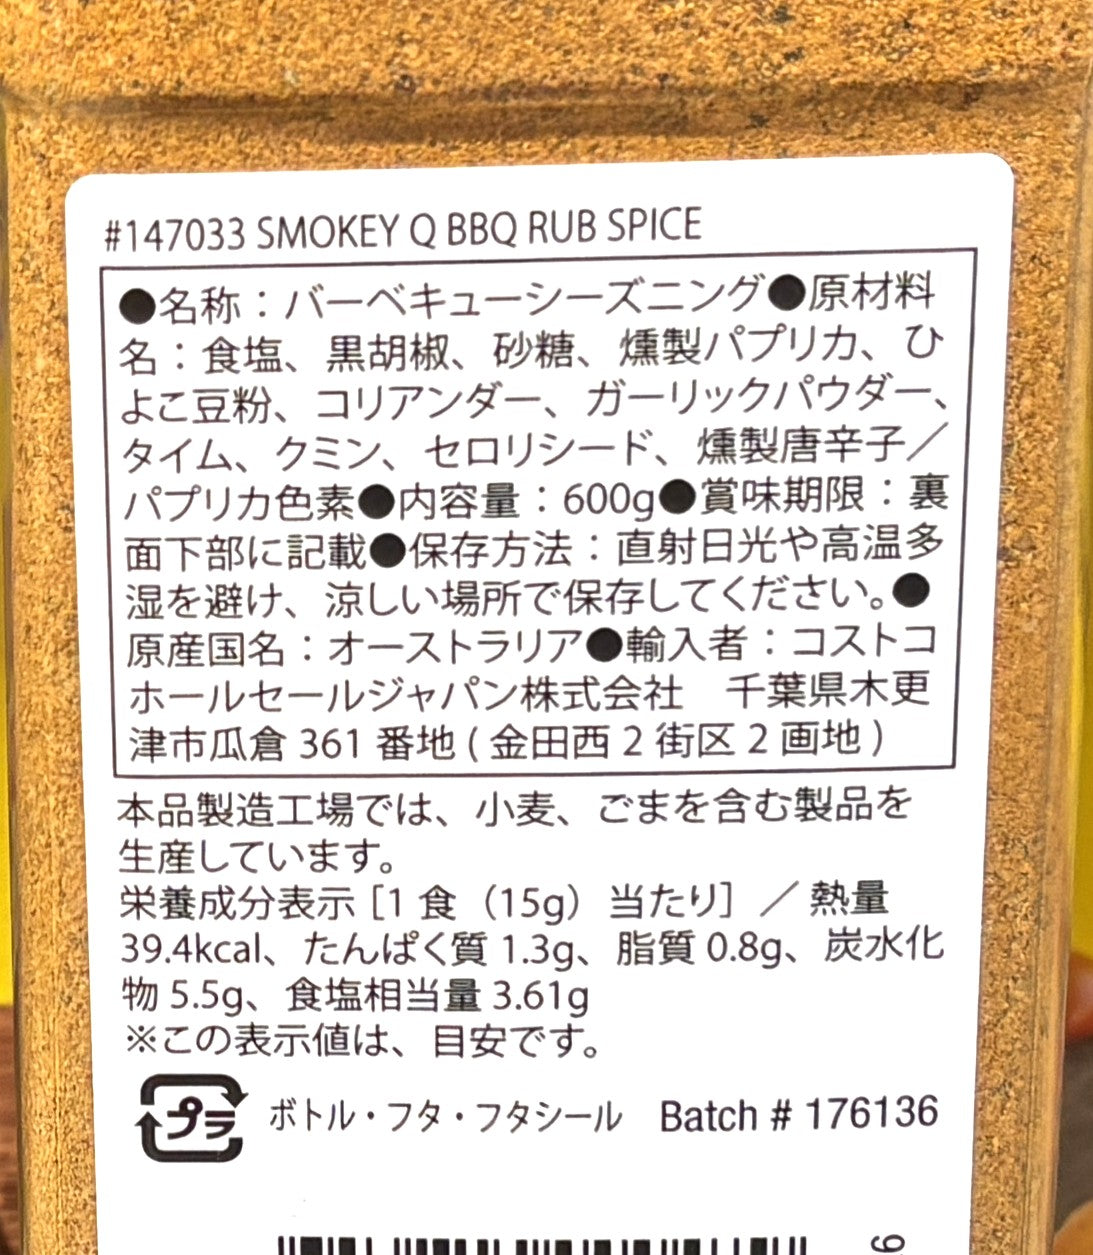 #147033 SMOKEY Q BBQ RUB SPICE
●名称：バーベキューシーズニング●原材料
名：食塩、黒胡椒、砂糖、燻製パプリカ、ひ
よこ豆粉、コリアンダー、ガーリックパウダー、
タイム、クミン、セロリシード、燻製唐辛子／
パプリカ色素●内容量：600g●賞味期限：裏
面下部に記載●保存方法：直射日光や高温多
湿を避け、涼しい場所で保存してください。●
原産国名：オーストラリア●輸入者：コストコ
ホールセールジャパン株式会社　千葉県木更
津市瓜倉 361 番地 ( 金田西 2 街区 2 画地 )
本品製造工場では、小麦、ごまを含む製品を
生産しています。
栄養成分表示［1 食（15g）当たり］／熱量
39.4kcal、たんぱく質 1.3g、脂質 0.8g、炭水化
物 5.5g、食塩相当量 3.61g
※この表示値は、目安です。
プラ ボトル・フタ・フタシール Batch # 176136